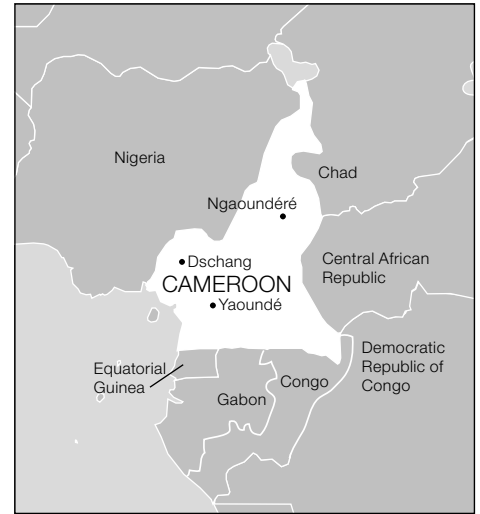 Nigeria
Chad
Ngaoundéré
Central African
Republic
Dschang
CAMEROON
Yaoundé
Democratic
Republic of
Congo
Equatorial
Guinea
Congo
Gabon